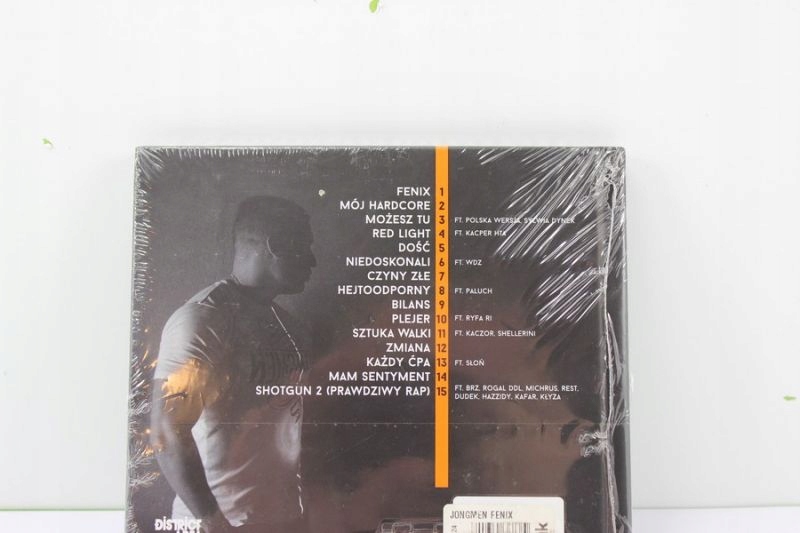 FENIX 1
MÓJ HARDCORE 2
MOŻESZ TU 3 FT. POLSKA WERSJA, SYLWIA DYNEK
RED LIGHT 4 FT. KACPER HTA
DOŚĆ 5
NIEDOSKONALI 6 FT. WDZ
CZYNY ZŁE 7
HEJTOODPORNY 8 FT. PALUCH
BILANS 9
PLEJER 10 FT. RYFA RI
SZTUKA WALKI 11 FT. KACZOR, SHELLERINI
ZMIANA 12
KAŻDY ĆPA 13 FT. SŁOŃ
MAM SENTYMENT 14
SHOTGUN 2 (PRAWDZIWY RAP) 15 FT. BRZ, ROGAL DDL, MICHRUS, REST,
DUDEK, HAZZIDY, KAFAR, KŁYZA
JONGMEN FENIX
DISTRICT
24